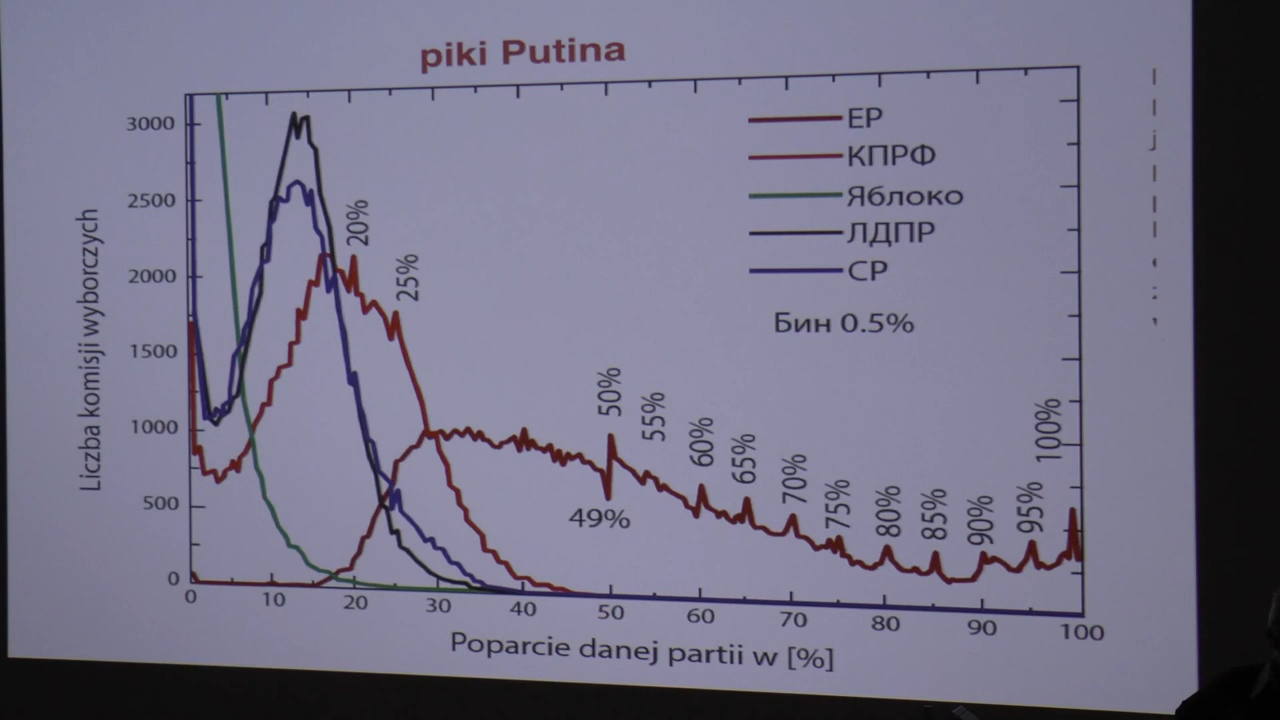 piki Putina
3000
2500
2000
1500
1000
500
0
Liczba komisji wyborczych
ЕР
КПРФ
Яблоко
ЛДПР
СР
Бин 0.5%
20%
25%
49%
50%
55%
60%
65%
70%
75%
80%
85%
90%
95%
100%
0 10 20 30 40 50 60 70 80 90 100
Poparcie danej partii w [%]